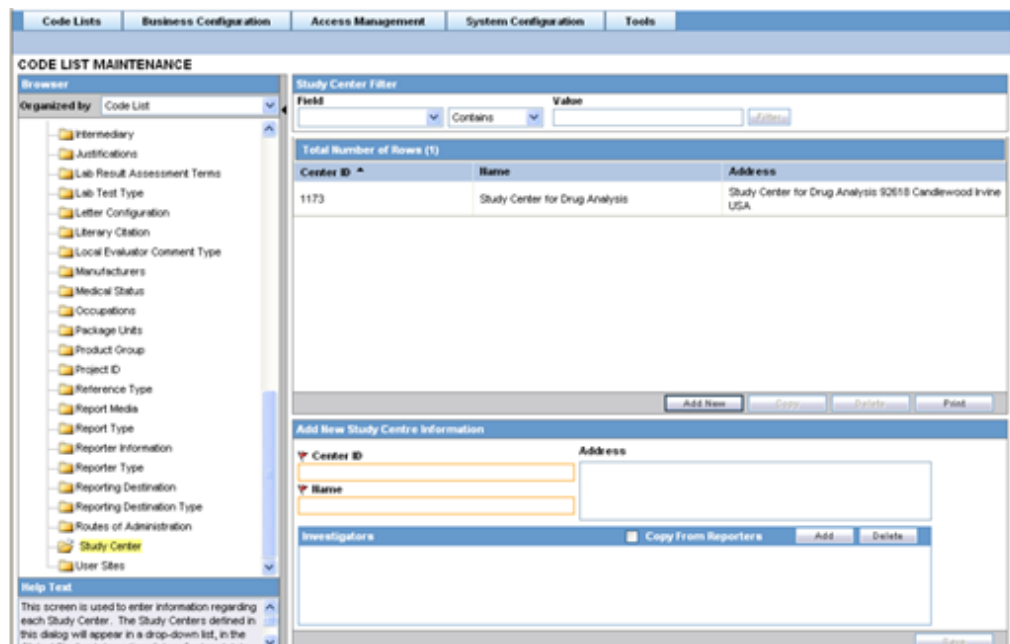 Code Lists Business Configuration Access Management System Configuration Tools
CODE LIST MAINTENANCE
Browser
Organized by Code List
Intermediary
Justifications
Lab Result Assessment Terms
Lab Test Type
Letter Configuration
Literary Citation
Local Evaluator Comment Type
Manufacturers
Medical Status
Occupations
Package Units
Product Group
Project ID
Reference Type
Report Media
Report Type
Reporter Information
Reporter Type
Reporting Destination
Reporting Destination Type
Routes of Administration
Study Center
User Sites
Help Text
This screen is used to enter information regarding
each Study Center. The Study Centers defined in
this dialog will appear in a drop-down list, in the
Study Center Filter
Field Value
Contains Filter
Total Number of Rows (1)
Center ID Name Address
1173 Study Center for Drug Analysis Study Center for Drug Analysis 92618 Candlewood Irvine
USA
Add New Copy Delete Print
Add New Study Centre Information
Center ID Address
Name
Investigators Copy From Reporters Add Delete
Save